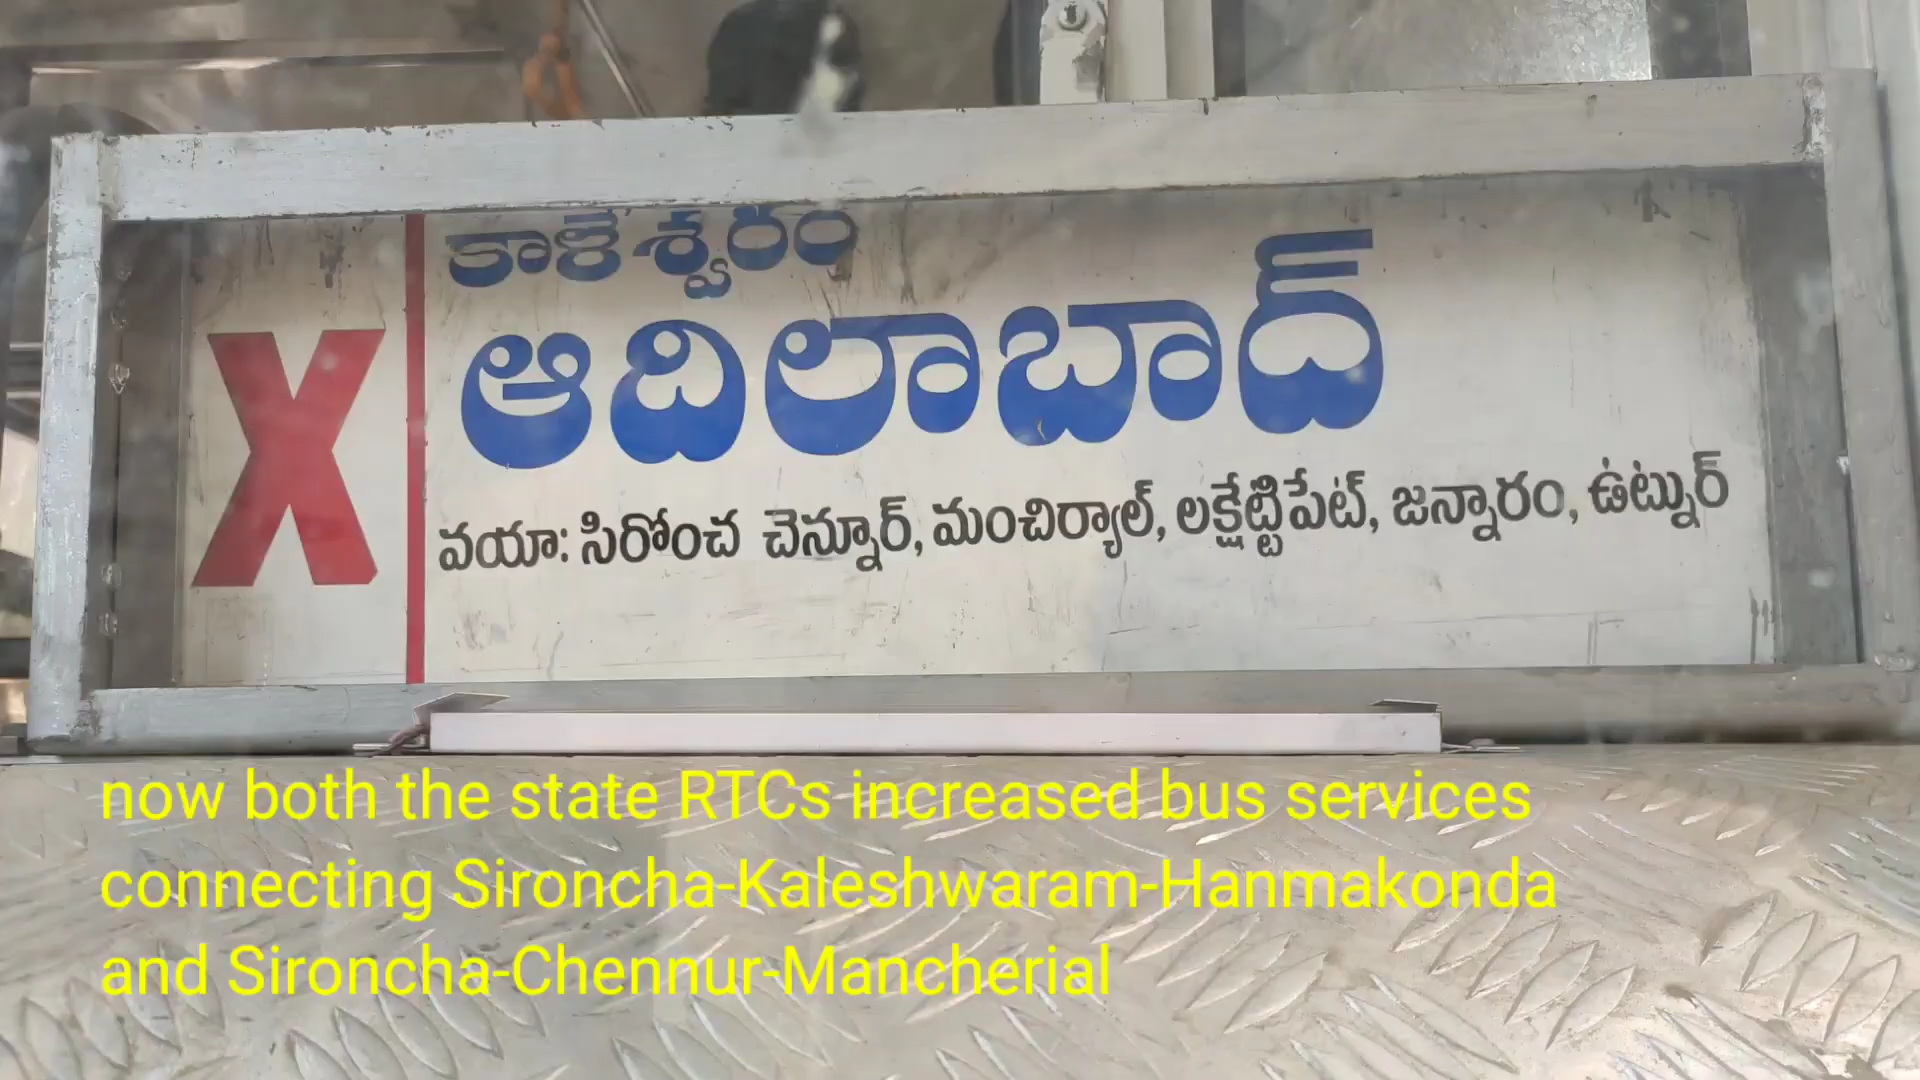 కాళేశ్వరం
X
ఆదిలాబాద్
వయా: సిరోంచ చెన్నూర్, మంచిర్యాల్, లక్షేట్టిపేట్, జన్నారం, ఉట్నుర్
now both the state RTCs increased bus services
connecting Sironcha-Kaleshwaram-Hanmakonda
and Sironcha-Chennur-Mancherial